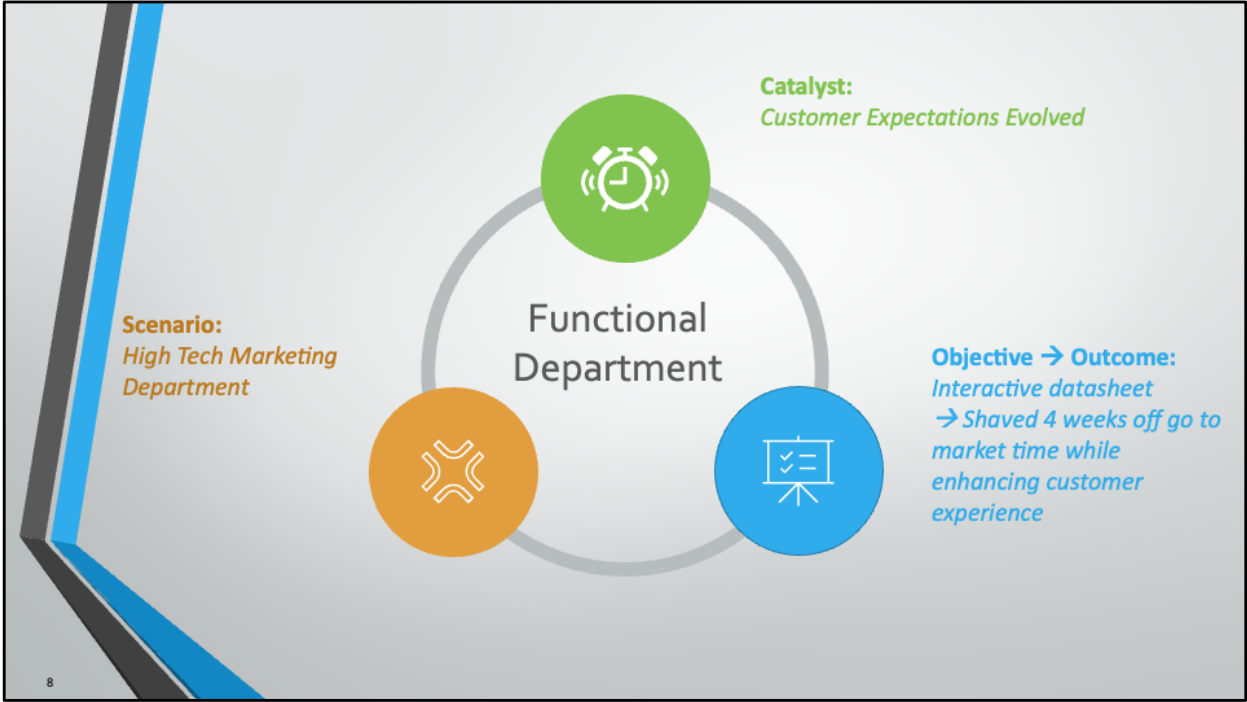 Catalyst:
Customer Expectations Evolved
Functional
Department
Scenario:
High Tech Marketing
Department
Objective → Outcome:
Interactive datasheet
→ Shaved 4 weeks off go to
market time while
enhancing customer
experience
8